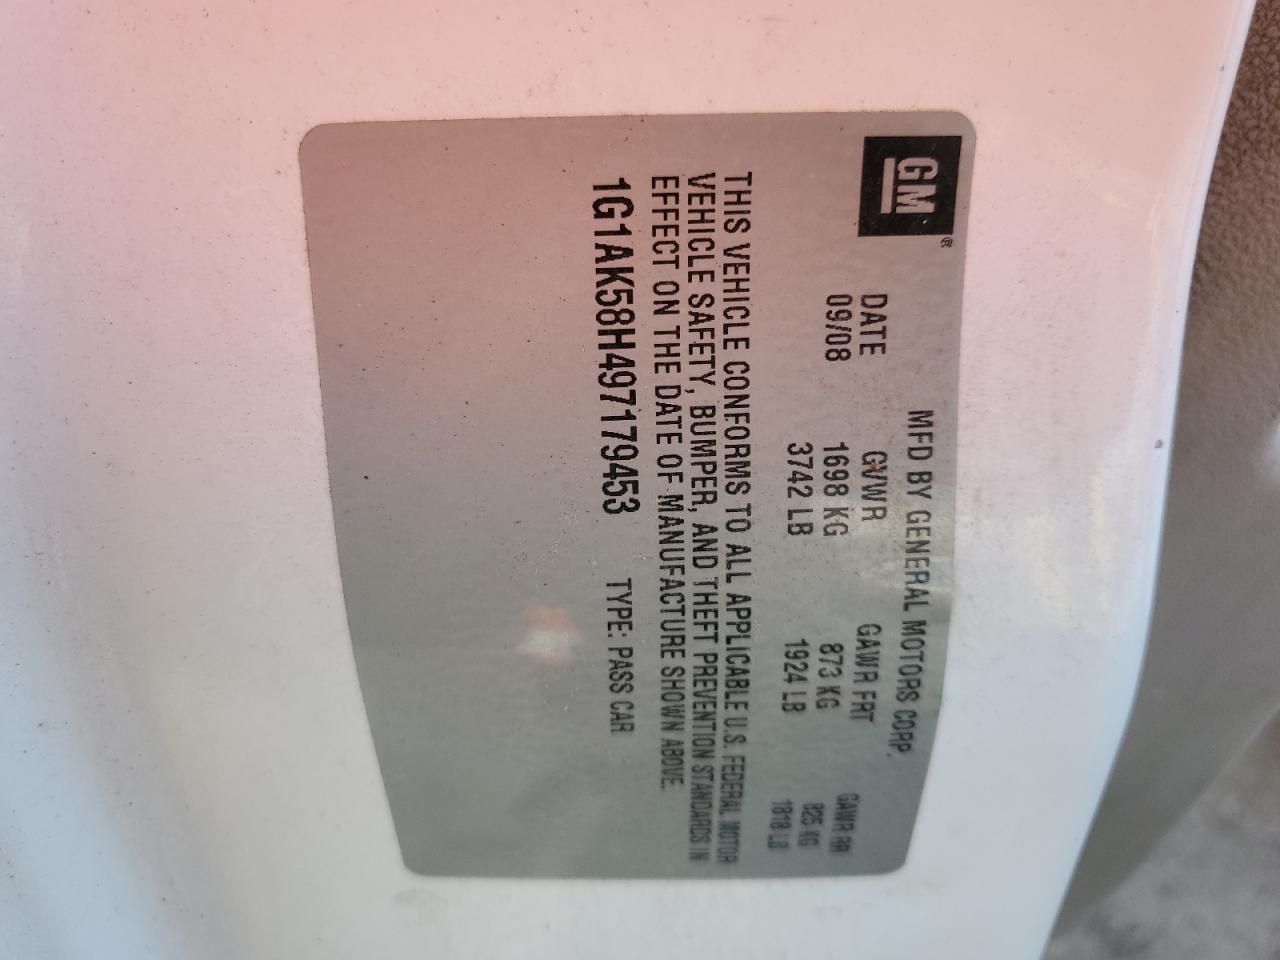 GM®
MFD BY GENERAL MOTORS CORP.
DATE GVWR GAWR FRT GAWR RR
09/08 1698 KG 873 KG 825 KG
3742 LB 1924 LB 1818 LB
THIS VEHICLE CONFORMS TO ALL APPLICABLE U.S. FEDERAL MOTOR
VEHICLE SAFETY, BUMPER, AND THEFT PREVENTION STANDARDS IN
EFFECT ON THE DATE OF MANUFACTURE SHOWN ABOVE.
1G1AK58H497179453 TYPE: PASS CAR